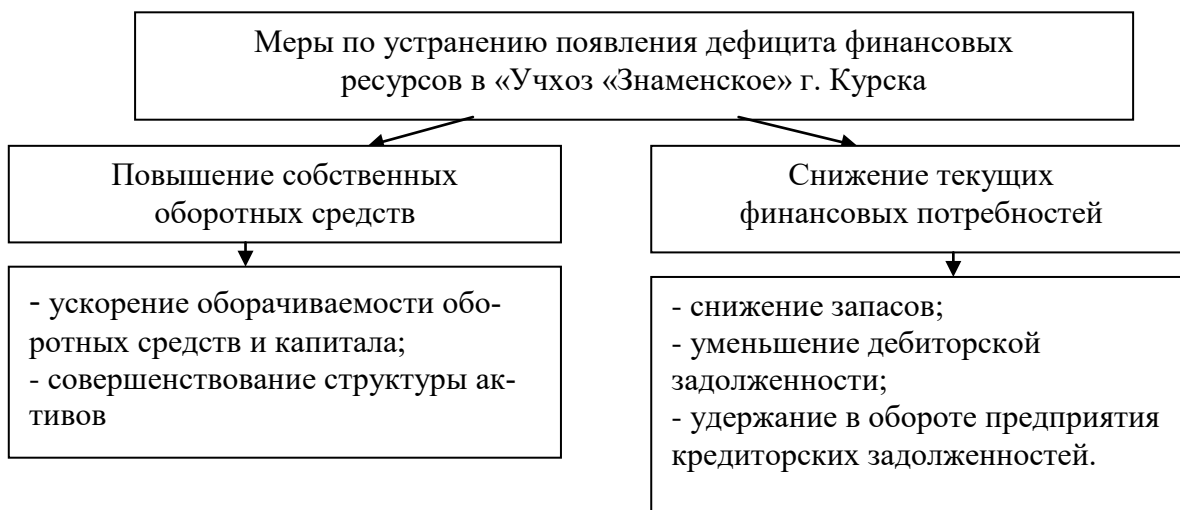 Меры по устранению появления дефицита финансовых
ресурсов в «Учхоз «Знаменское» г. Курска
Повышение собственных
оборотных средств
Снижение текущих
финансовых потребностей
- ускорение оборачиваемости обо-
ротных средств и капитала;
- совершенствование структуры ак-
тивов
- снижение запасов;
- уменьшение дебиторской
задолженности;
- удержание в обороте предприятия
кредиторских задолженностей.